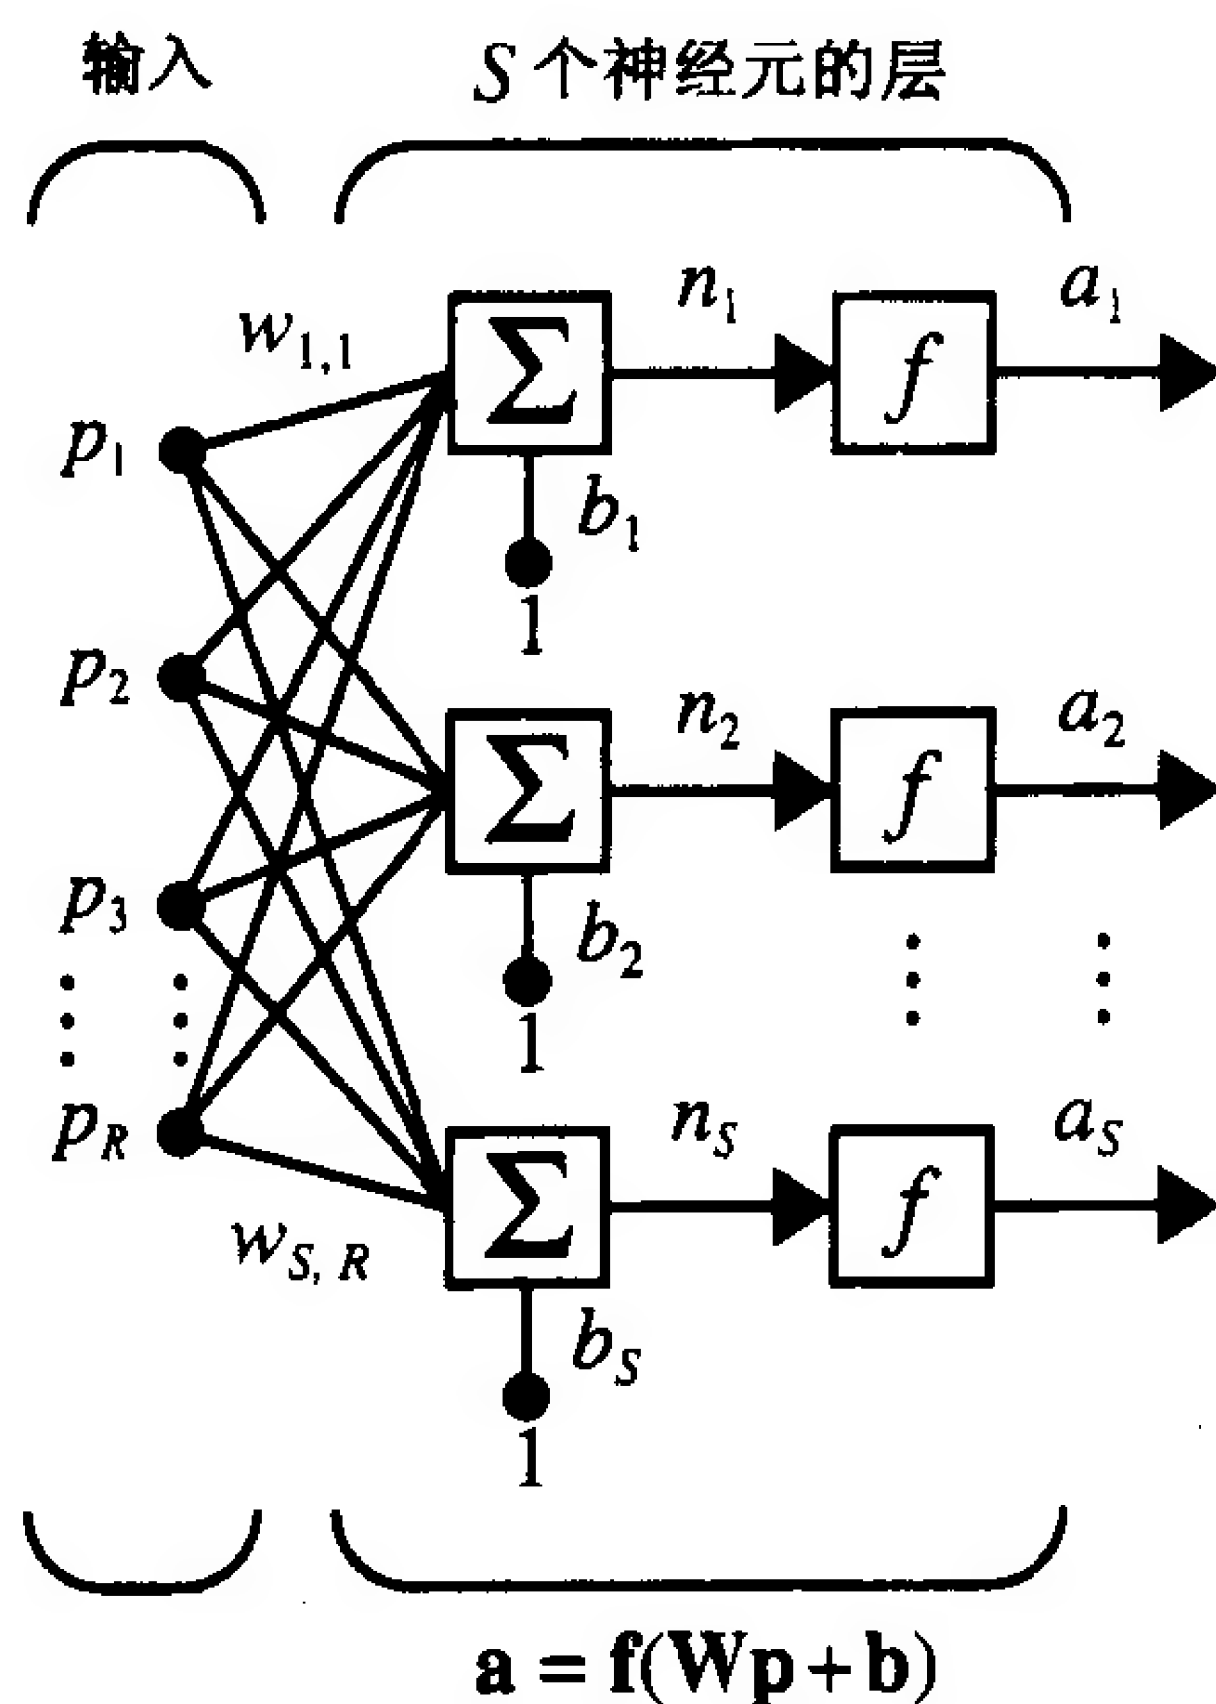 输入 S 个神经元的层
w1,1 Σ n1 f a1
p1
b1
1
p2
Σ n2 f a2
p3
b2
1
pR
Σ nS f aS
wS, R
bS
1
a = f(Wp + b)